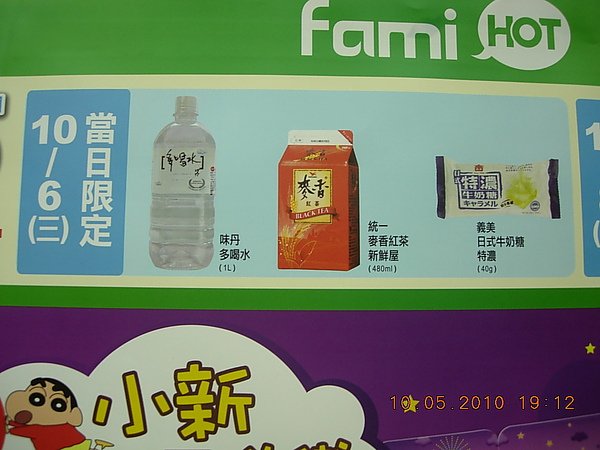 Fami HOT
當日限定
10/6(三)
多喝水
味丹
多喝水
(1L)
麥香
紅茶
BLACK TEA
統一
麥香紅茶
新鮮屋
(480ml)
特濃
牛奶糖
キャラメル
義美
日式牛奶糖
特濃
(40g)
小新
10.05.2010 19:12